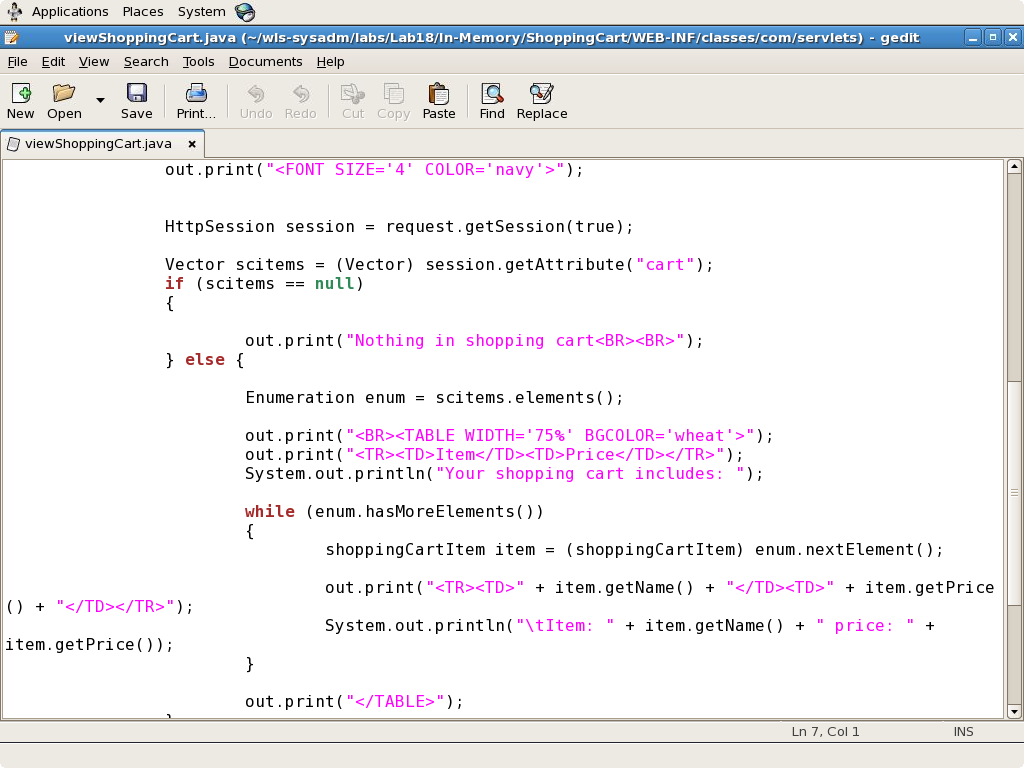 Applications Places System
viewShoppingCart.java (~/wls-sysadm/labs/Lab18/In-Memory/ShoppingCart/WEB-INF/classes/com/servlets) - gedit
File Edit View Search Tools Documents Help
New Open Save Print... Undo Redo Cut Copy Paste Find Replace
viewShoppingCart.java
out.print("<FONT SIZE='4' COLOR='navy'>");
HttpSession session = request.getSession(true);
Vector scitems = (Vector) session.getAttribute("cart");
if (scitems == null)
{
out.print("Nothing in shopping cart<BR><BR>");
} else {
Enumeration enum = scitems.elements();
out.print("<BR><TABLE WIDTH='75%' BGCOLOR='wheat'>");
out.print("<TR><TD>Item</TD><TD>Price</TD></TR>");
System.out.println("Your shopping cart includes: ");
while (enum.hasMoreElements())
{
shoppingCartItem item = (shoppingCartItem) enum.nextElement();
out.print("<TR><TD>" + item.getName() + "</TD><TD>" + item.getPrice
() + "</TD></TR>");
System.out.println("\tItem: " + item.getName() + " price: " +
item.getPrice());
}
out.print("</TABLE>");
}
Ln 7, Col 1 INS